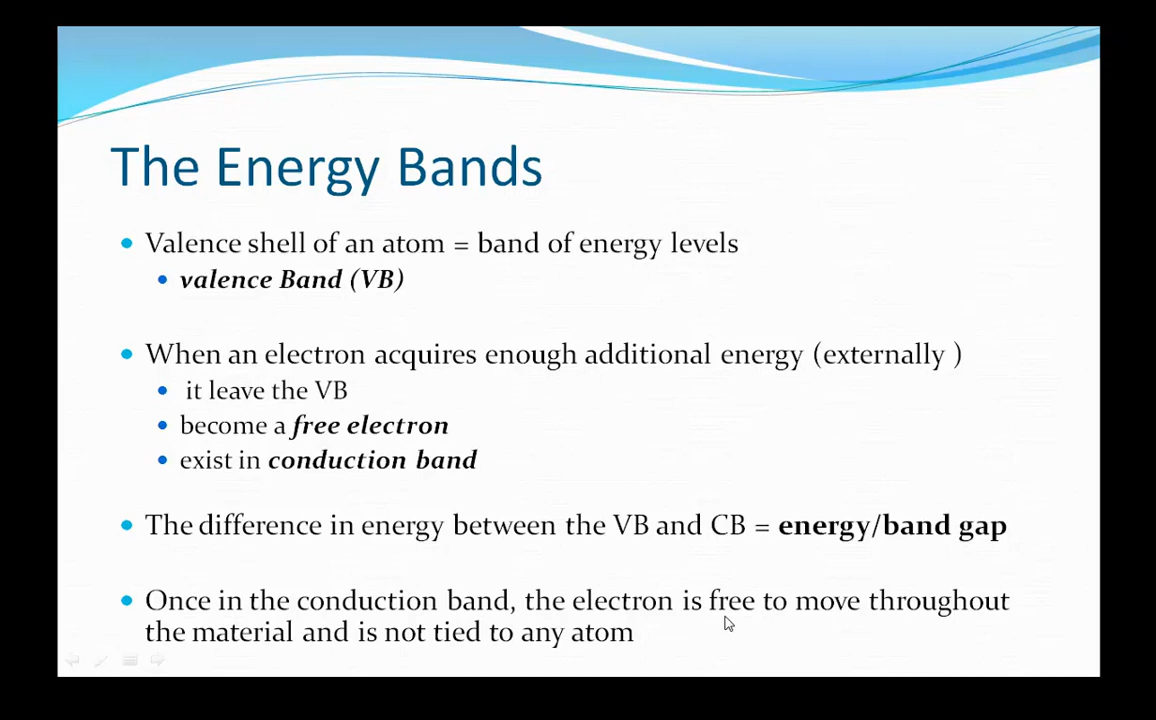 The Energy Bands
Valence shell of an atom = band of energy levels
valence Band (VB)
When an electron acquires enough additional energy (externally )
it leave the VB
become a free electron
exist in conduction band
The difference in energy between the VB and CB = energy/band gap
Once in the conduction band, the electron is free to move throughout
the material and is not tied to any atom